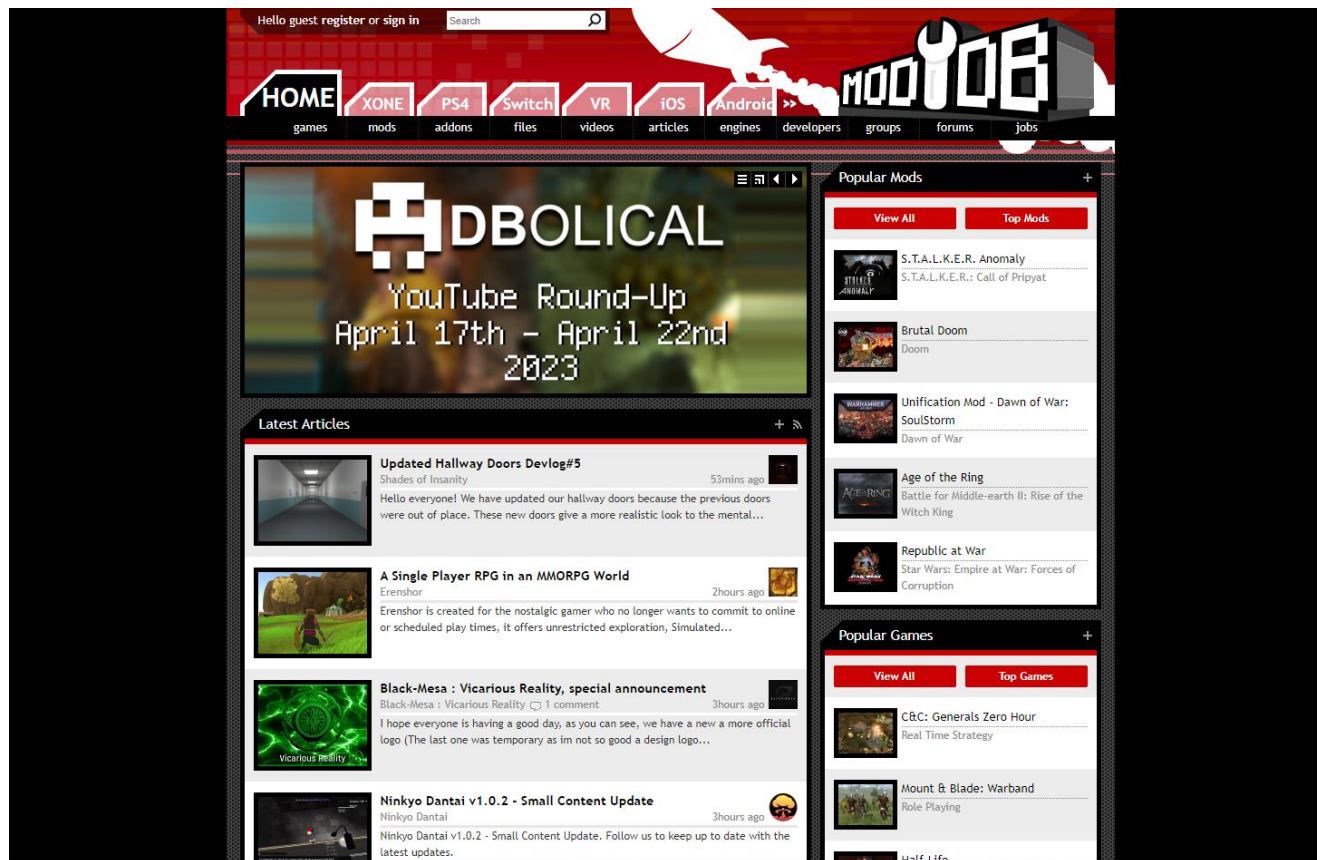 Hello guest register or sign in
Search
MODDB
HOME
XONE
PS4
Switch
VR
iOS
Android
>>
games
mods
addons
files
videos
articles
engines
developers
groups
forums
jobs
DBOLICAL
YouTube Round-Up
April 17th - April 22nd
2023
Latest Articles
Updated Hallway Doors Devlog#5
Shades of Insanity
53mins ago
Hello everyone! We have updated our hallway doors because the previous doors
were out of place. These new doors give a more realistic look to the mental...
A Single Player RPG in an MMORPG World
Erenshor
2hours ago
Erenshor is created for the nostalgic gamer who no longer wants to commit to online
or scheduled play times, it offers unrestricted exploration, Simulated...
Vicarious Reality
Black-Mesa : Vicarious Reality, special announcement
Black-Mesa : Vicarious Reality 1 comment
3hours ago
I hope everyone is having a good day, as you can see, we have a new a more official
logo (The last one was temporary as im not so good a design logo...
Ninkyo Dantai v1.0.2 - Small Content Update
Ninkyo Dantai
3hours ago
Ninkyo Dantai v1.0.2 - Small Content Update. Follow us to keep up to date with the
latest updates.
Popular Mods
+
View All
Top Mods
STALKER
ANOMALY
S.T.A.L.K.E.R. Anomaly
S.T.A.L.K.E.R.: Call of Pripyat
Brutal Doom
Doom
WARHAMMER
Unification Mod - Dawn of War:
SoulStorm
Dawn of War
AGE OF THE RING
Age of the Ring
Battle for Middle-earth II: Rise of the
Witch King
STAR WARS
Republic at War
Star Wars: Empire at War: Forces of
Corruption
Popular Games
+
View All
Top Games
C&C: Generals Zero Hour
Real Time Strategy
Mount & Blade: Warband
Role Playing
Half-Life